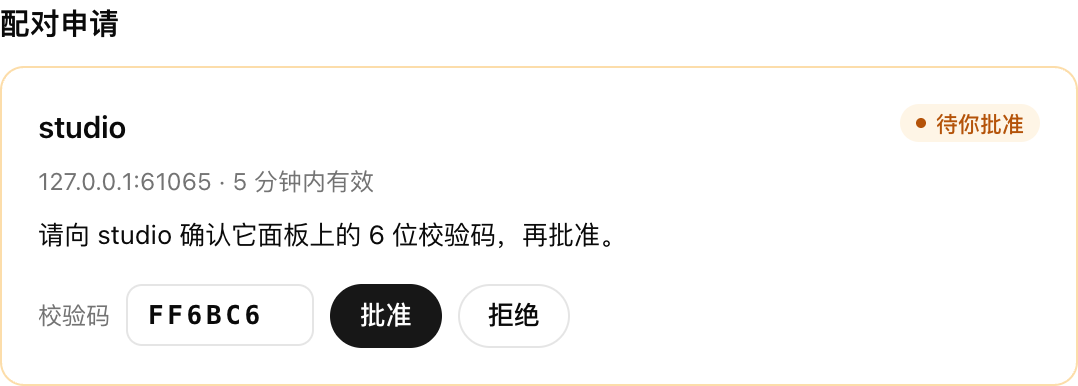 配对申请
studio
待你批准
127.0.0.1:61065 · 5 分钟内有效
请向 studio 确认它面板上的 6 位校验码，再批准。
校验码 FF6BC6 批准 拒绝